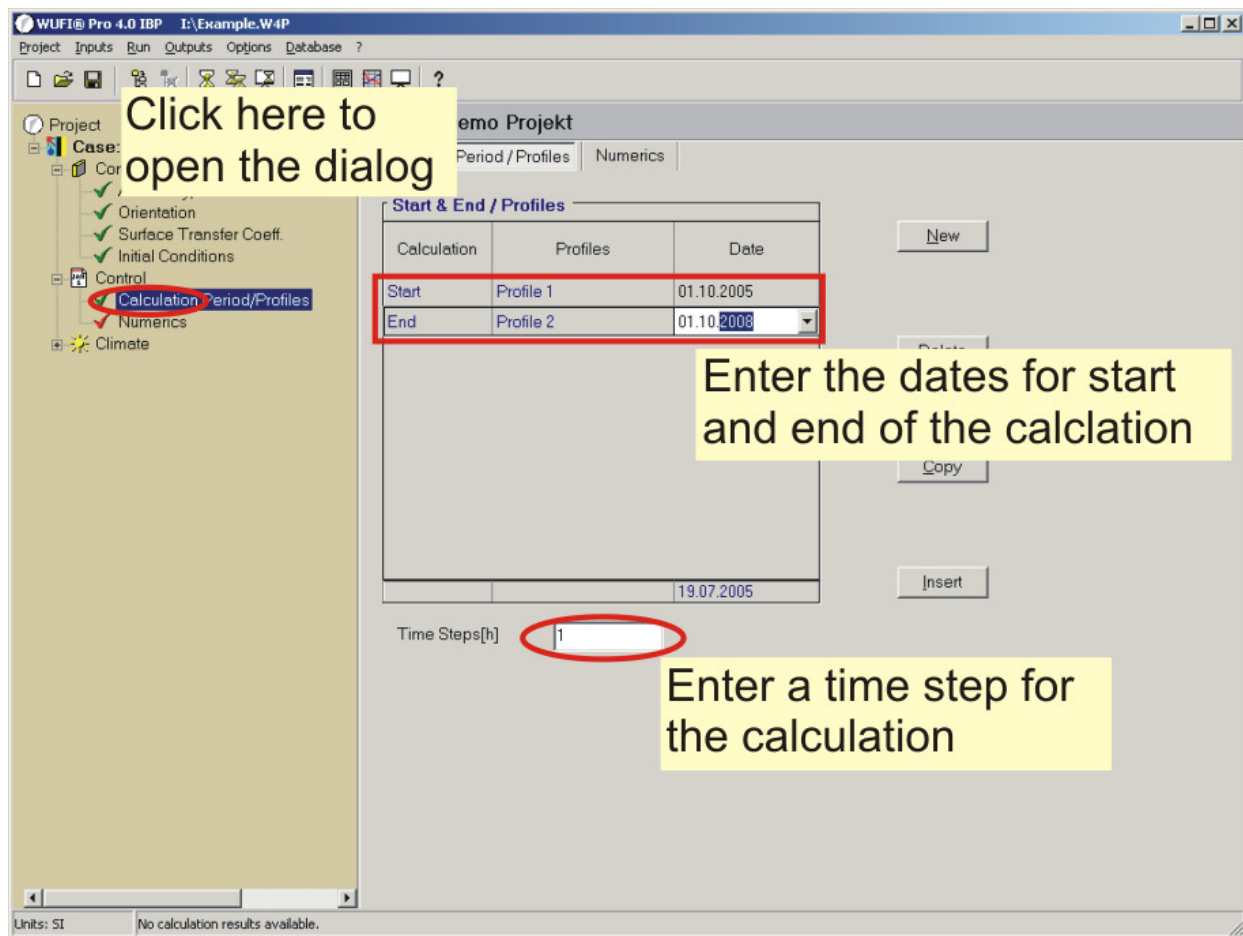 WUFI® Pro 4.0 IBP I:\Example.W4P
Project Inputs Run Outputs Options Database ?
?
Click here to
open the dialog
Project
emo Projekt
Case:
Period / Profiles Numerics
Orientation
Surface Transfer Coeff.
Initial Conditions
Control
Calculation Period/Profiles
Numerics
Climate
Start & End / Profiles
Calculation Profiles Date
Start Profile 1 01.10.2005
End Profile 2 01.10.2008
New
Enter the dates for start
and end of the calclation
Copy
Insert
19.07.2005
Time Steps[h] 1
Enter a time step for
the calculation
Units: SI No calculation results available.